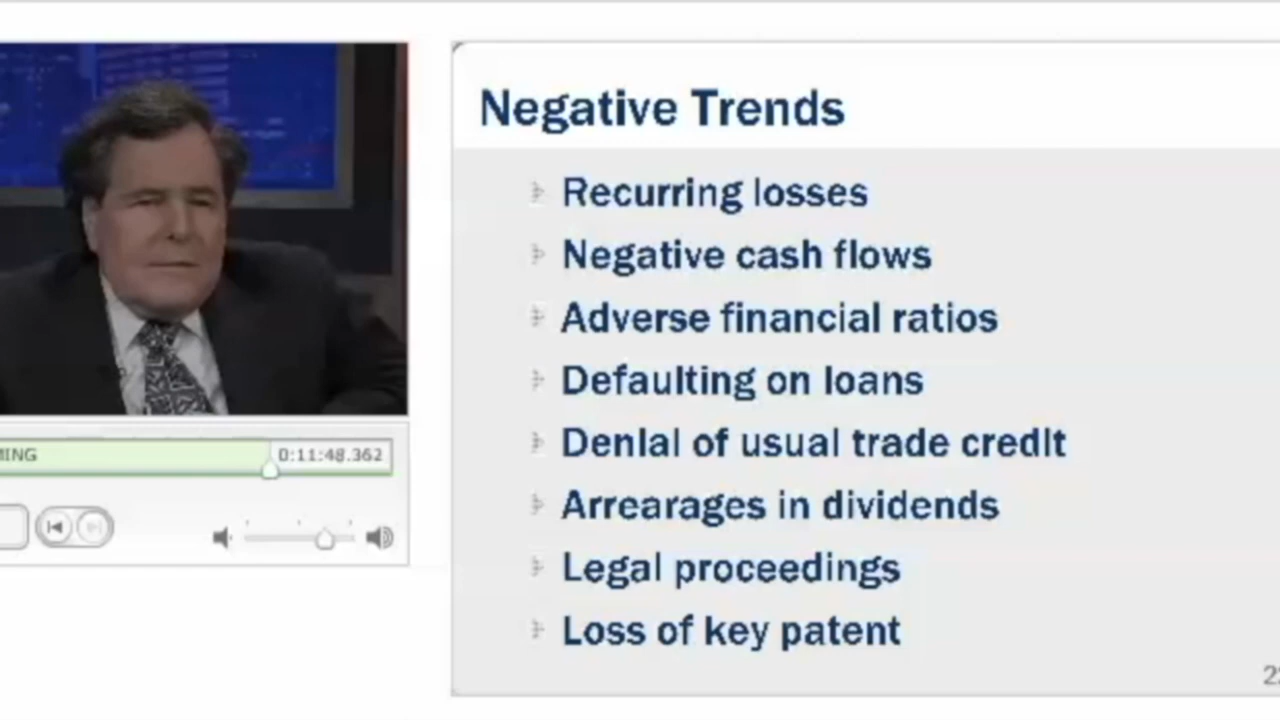 Negative Trends
Recurring losses
Negative cash flows
Adverse financial ratios
Defaulting on loans
Denial of usual trade credit
Arrearages in dividends
Legal proceedings
Loss of key patent
0:11:48.362